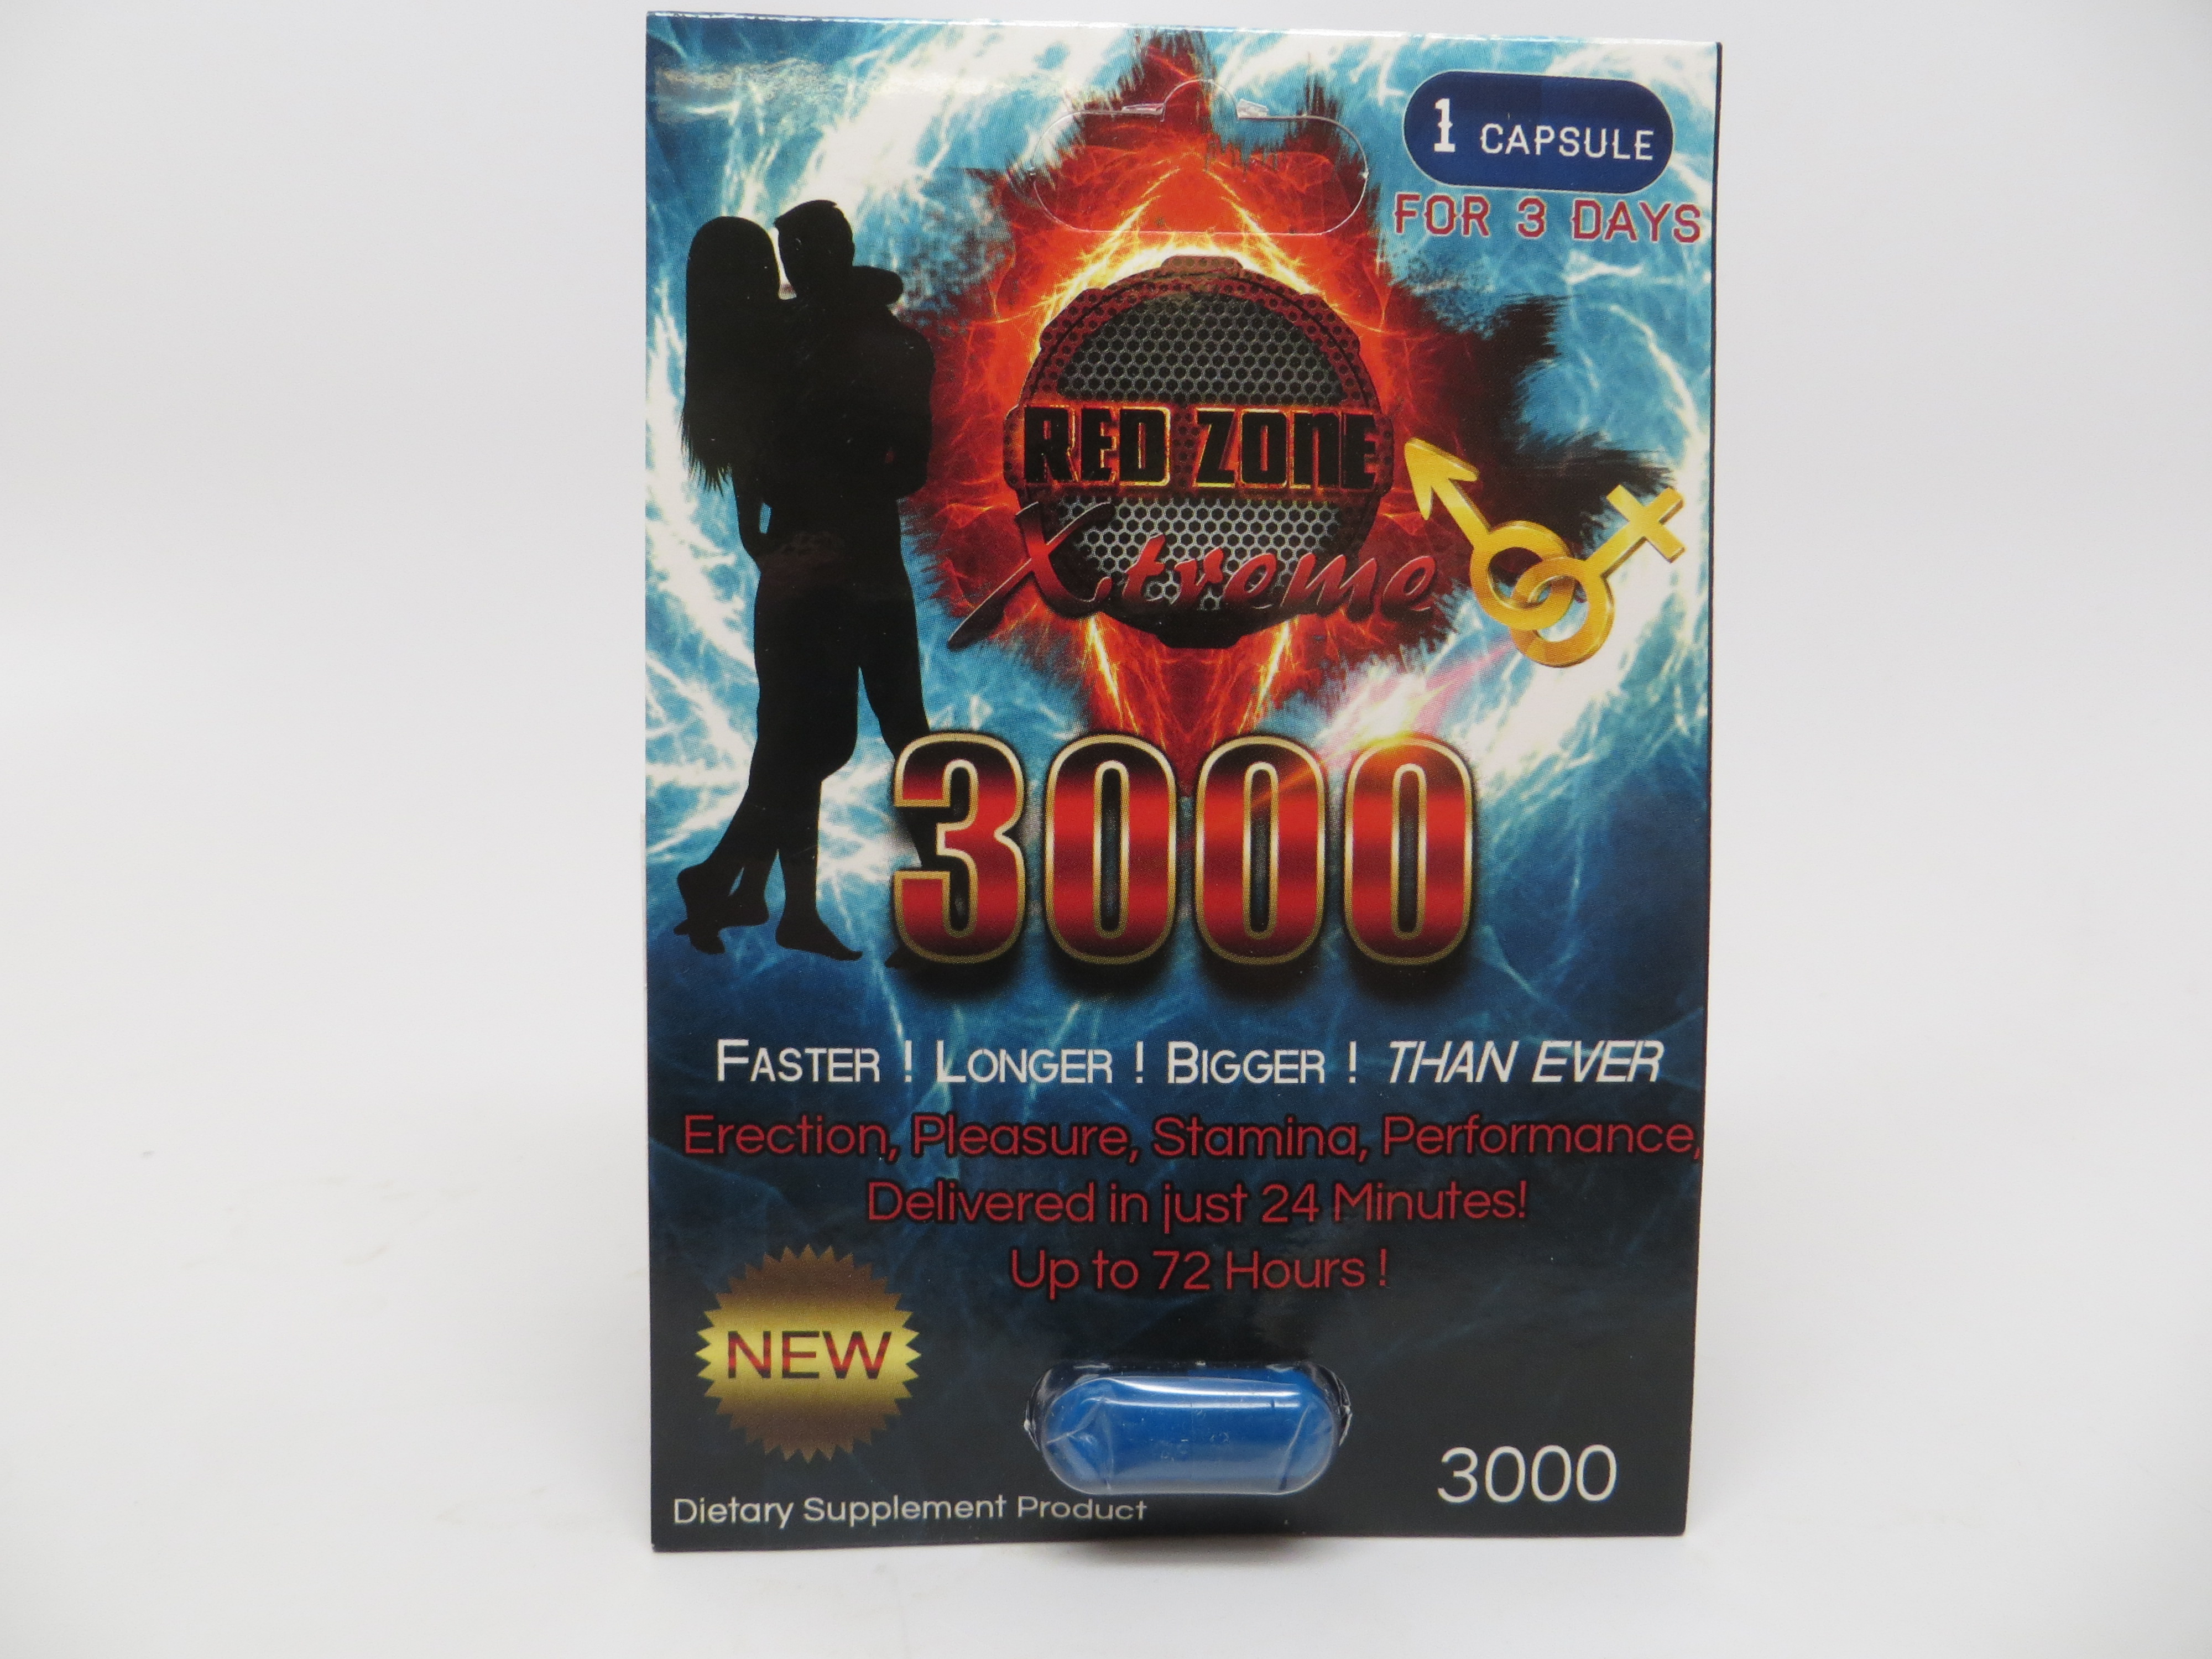 1 CAPSULE
FOR 3 DAYS
RED ZONE
Xtreme
3000
FASTER ! LONGER ! BIGGER ! THAN EVER
Erection, Pleasure, Stamina, Performance,
Delivered in just 24 Minutes!
Up to 72 Hours !
NEW
3000
Dietary Supplement Product